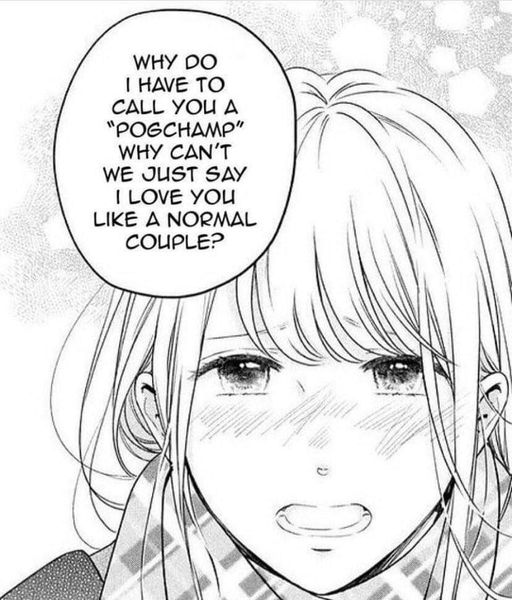 WHY DO
I HAVE TO
CALL YOU A
"POGCHAMP"
WHY CAN'T
WE JUST SAY
I LOVE YOU
LIKE A NORMAL
COUPLE?